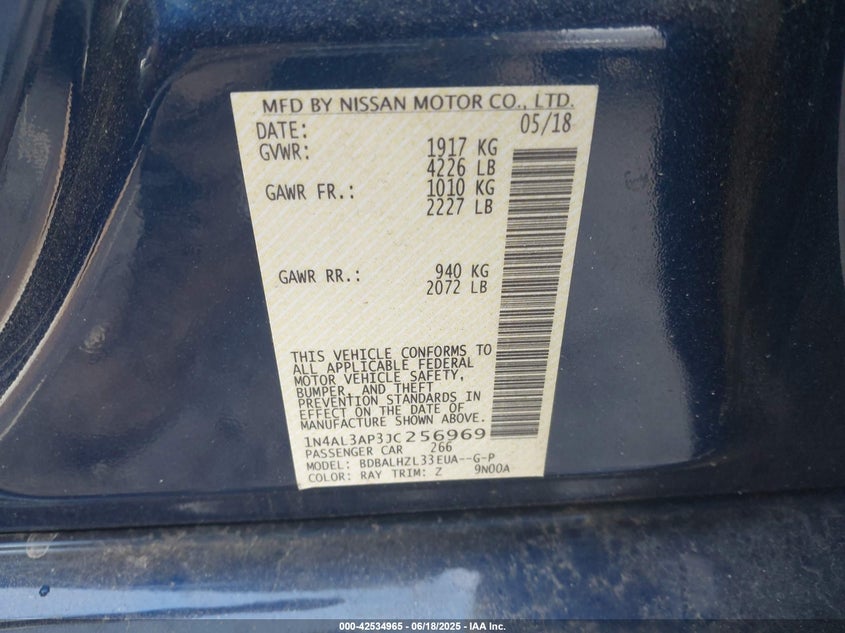 MFD BY NISSAN MOTOR CO., LTD.
DATE: 05/18
GVWR: 1917 KG
4226 LB
GAWR FR.: 1010 KG
2227 LB
GAWR RR.: 940 KG
2072 LB
THIS VEHICLE CONFORMS TO
ALL APPLICABLE FEDERAL
MOTOR VEHICLE SAFETY,
BUMPER, AND THEFT
PREVENTION STANDARDS IN
EFFECT ON THE DATE OF
MANUFACTURE SHOWN ABOVE.
1N4AL3AP3JC256969
PASSENGER CAR 266
MODEL: BDBALHZL33EUA--G-P
COLOR: RAY TRIM: Z 9N00A
000-42534965 - 06/18/2025 - IAA Inc.